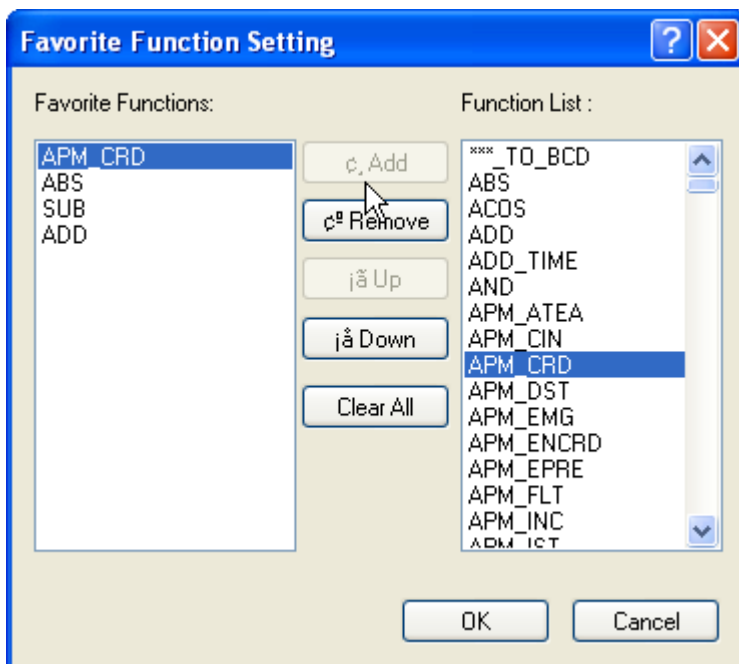 Favorite Function Setting
Favorite Functions:
APM_CRD
ABS
SUB
ADD
¢¸ Add
¢º Remove
¡ã Up
¡å Down
Clear All
Function List :
***_TO_BCD
ABS
ACOS
ADD
ADD_TIME
AND
APM_ATEA
APM_CIN
APM_CRD
APM_DST
APM_EMG
APM_ENCRD
APM_EPRE
APM_FLT
APM_INC
APM_IST
OK
Cancel